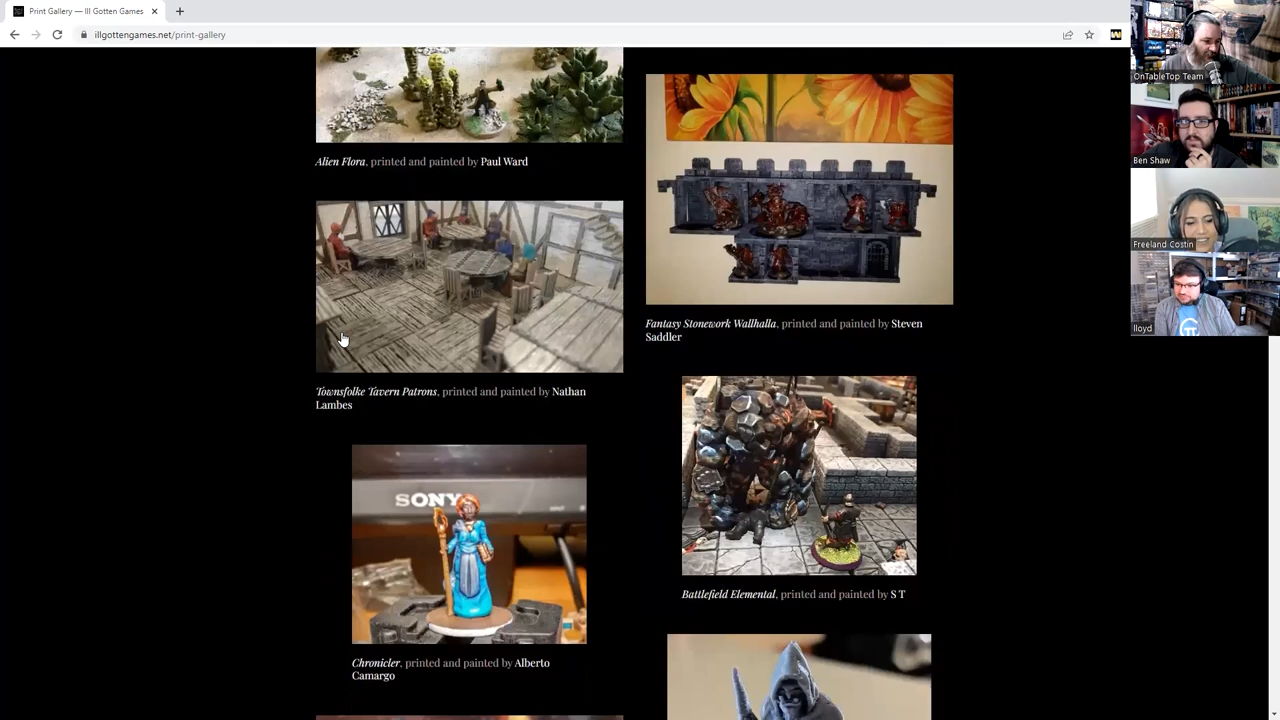 Print Gallery — Ill Gotten Games
illgottengames.net/print-gallery
Alien Flora, printed and painted by Paul Ward
Townsfolke Tavern Patrons, printed and painted by Nathan
Lambes
SONY
Chronicler, printed and painted by Alberto
Camargo
Fantasy Stonework Wallhalla, printed and painted by Steven
Saddler
Battlefield Elemental, printed and painted by S T
OnTableTop Team
Ben Shaw
Freeland Costin
lloyd